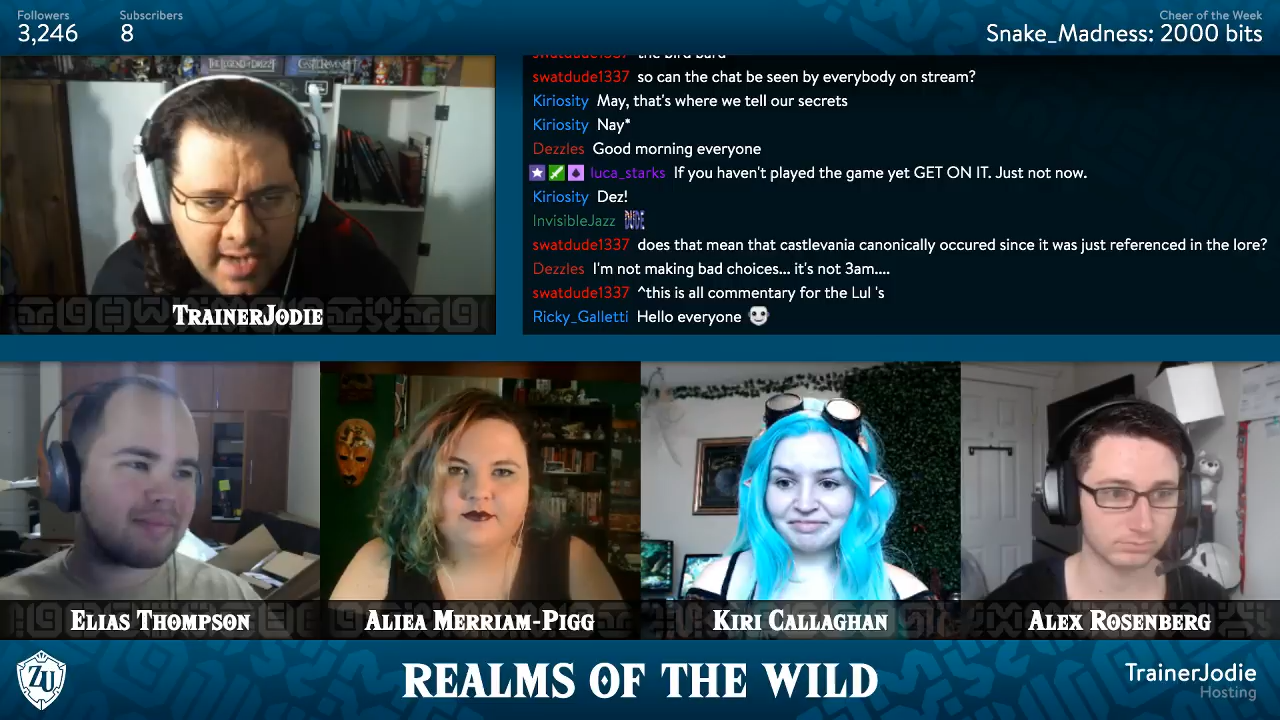 Followers
3,246
Subscribers
8
Cheer of the Week
Snake_Madness: 2000 bits
swatdude1337 the bird bard
swatdude1337 so can the chat be seen by everybody on stream?
Kiriosity May, that's where we tell our secrets
Kiriosity Nay*
Dezzles Good morning everyone
luca_starks If you haven't played the game yet GET ON IT. Just not now.
Kiriosity Dez!
InvisibleJazz
swatdude1337 does that mean that castlevania canonically occured since it was just referenced in the lore?
Dezzles I'm not making bad choices... it's not 3am....
swatdude1337 ^this is all commentary for the Lul 's
Ricky_Galletti Hello everyone
TrainerJodie
Elias Thompson
Aliea Merriam-Pigg
Kiri Callaghan
Alex Rosenberg
ZU
REALMS OF THE WILD
TrainerJodie
Hosting